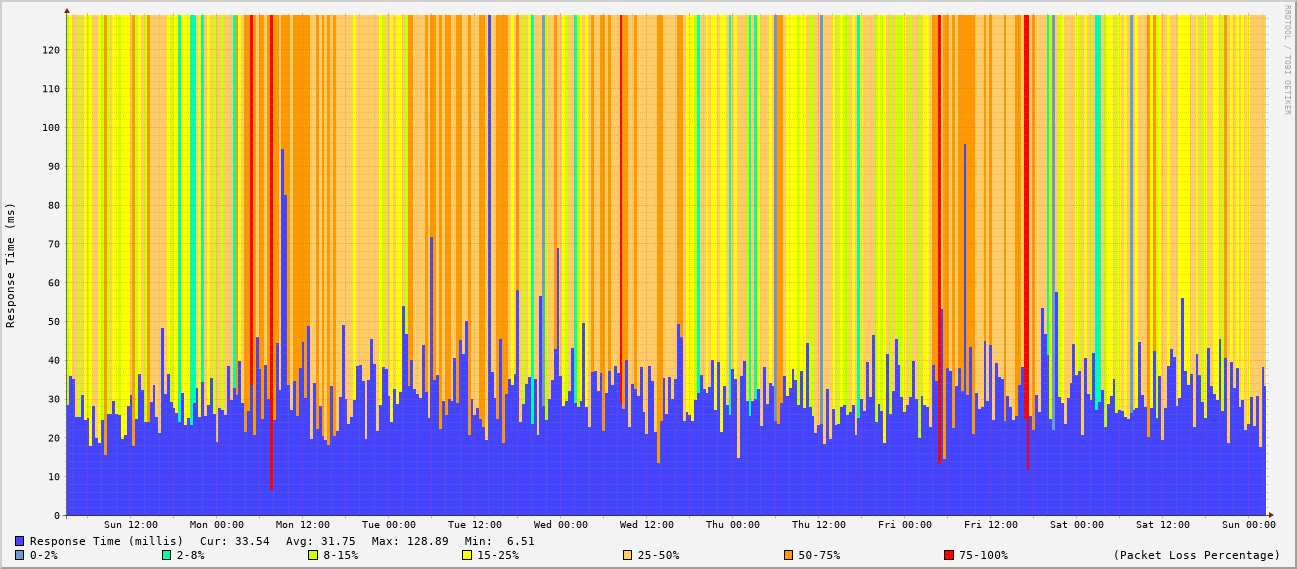 RRDTOOL / TOBI OETIKER
Response Time (ms)
120
110
100
90
80
70
60
50
40
30
20
10
0
Sun 12:00 Mon 00:00 Mon 12:00 Tue 00:00 Tue 12:00 Wed 00:00 Wed 12:00 Thu 00:00 Thu 12:00 Fri 00:00 Fri 12:00 Sat 00:00 Sat 12:00 Sun 00:00
Response Time (millis) Cur: 33.54 Avg: 31.75 Max: 128.89 Min: 6.51
0-2% 2-8% 8-15% 15-25% 25-50% 50-75% 75-100% (Packet Loss Percentage)